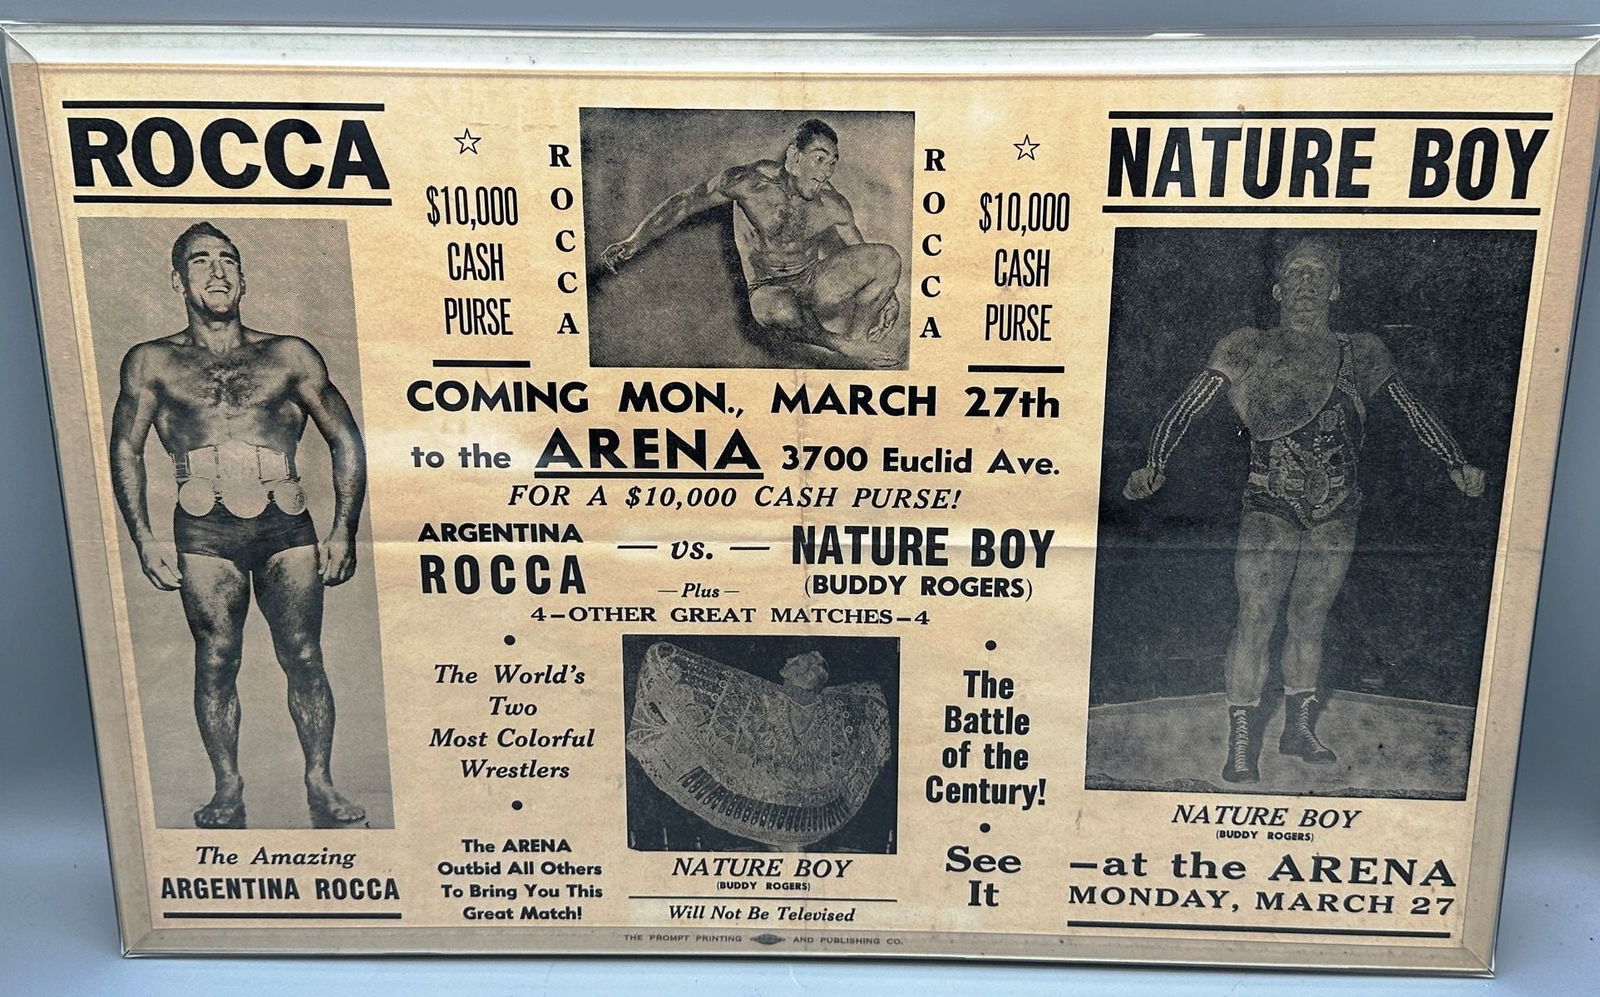 ROCCA
The Amazing
ARGENTINA ROCCA
☆
$10,000
CASH
PURSE
ROCCA
ROCCA
☆
$10,000
CASH
PURSE
COMING MON., MARCH 27th
to the ARENA 3700 Euclid Ave.
FOR A $10,000 CASH PURSE!
ARGENTINA
ROCCA
— vs. —
NATURE BOY
(BUDDY ROGERS)
—Plus—
4—OTHER GREAT MATCHES—4
•
The World's
Two
Most Colorful
Wrestlers
•
The ARENA
Outbid All Others
To Bring You This
Great Match!
NATURE BOY
(BUDDY ROGERS)
Will Not Be Televised
•
The
Battle
of the
Century!
•
See
It
NATURE BOY
NATURE BOY
(BUDDY ROGERS)
—at the ARENA
MONDAY, MARCH 27
THE PROMPT PRINTING AND PUBLISHING CO.